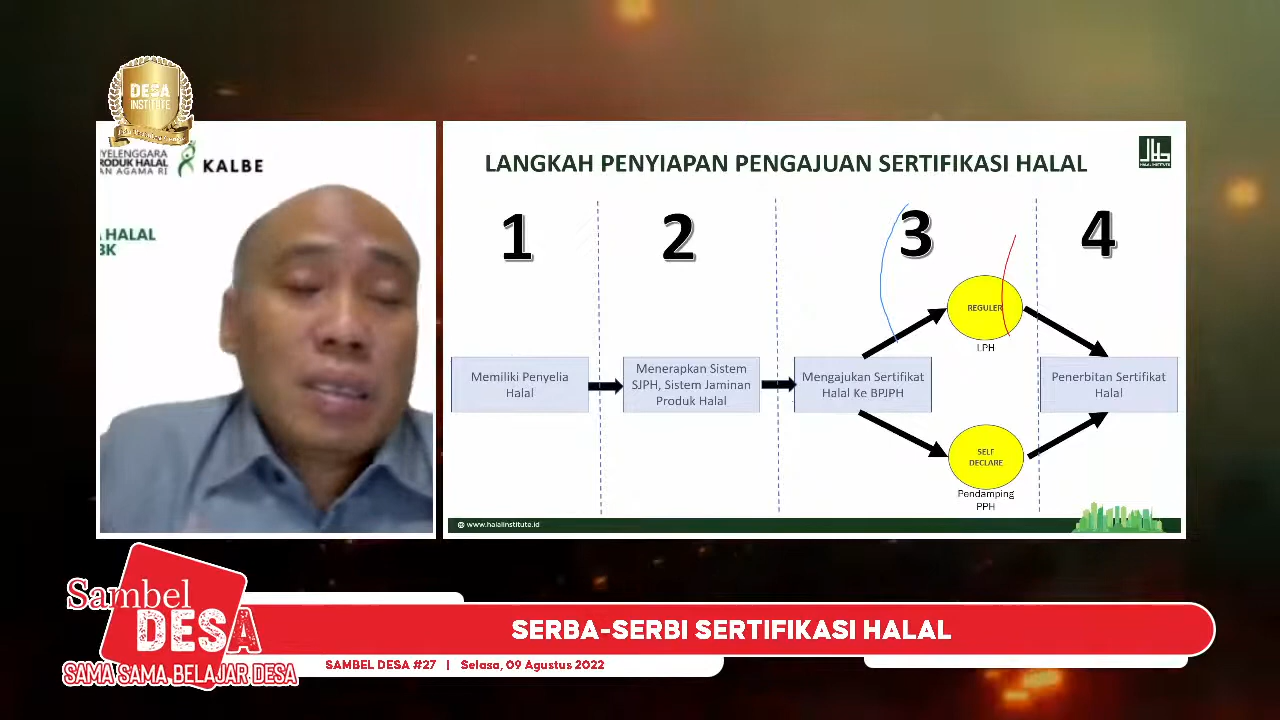 DESA
INSTITUTE
YELENGGARA
RODUK HALAL
AN AGAMA RI
KALBE
HALAL
BK
LANGKAH PENYIAPAN PENGAJUAN SERTIFIKASI HALAL
HALAL INSTITUTE
1
2
3
4
REGULER
LPH
Memiliki Penyelia
Halal
Menerapkan Sistem
SJPH, Sistem Jaminan
Produk Halal
Mengajukan Sertifikat
Halal Ke BPJPH
Penerbitan Sertifikat
Halal
SELF
DECLARE
Pendamping
PPH
www.halalinstitute.id
Sambel
DESA
SAMA SAMA BELAJAR DESA
SERBA-SERBI SERTIFIKASI HALAL
SAMBEL DESA #27 | Selasa, 09 Agustus 2022